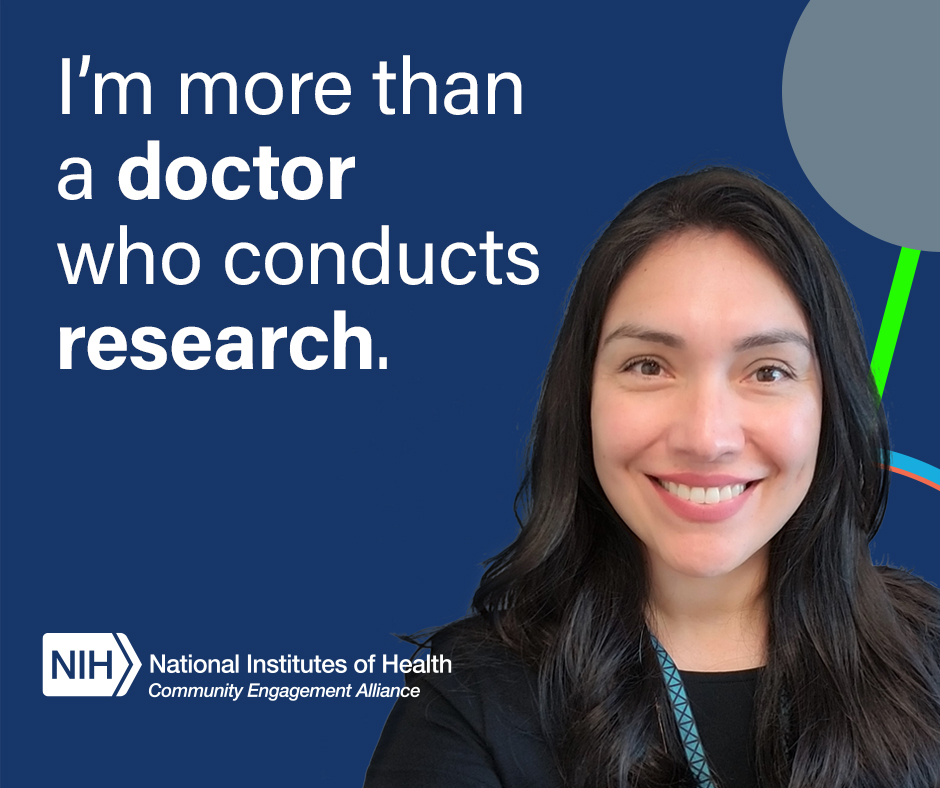 I’m more than
a doctor
who conducts
research.
NIH
National Institutes of Health
Community Engagement Alliance